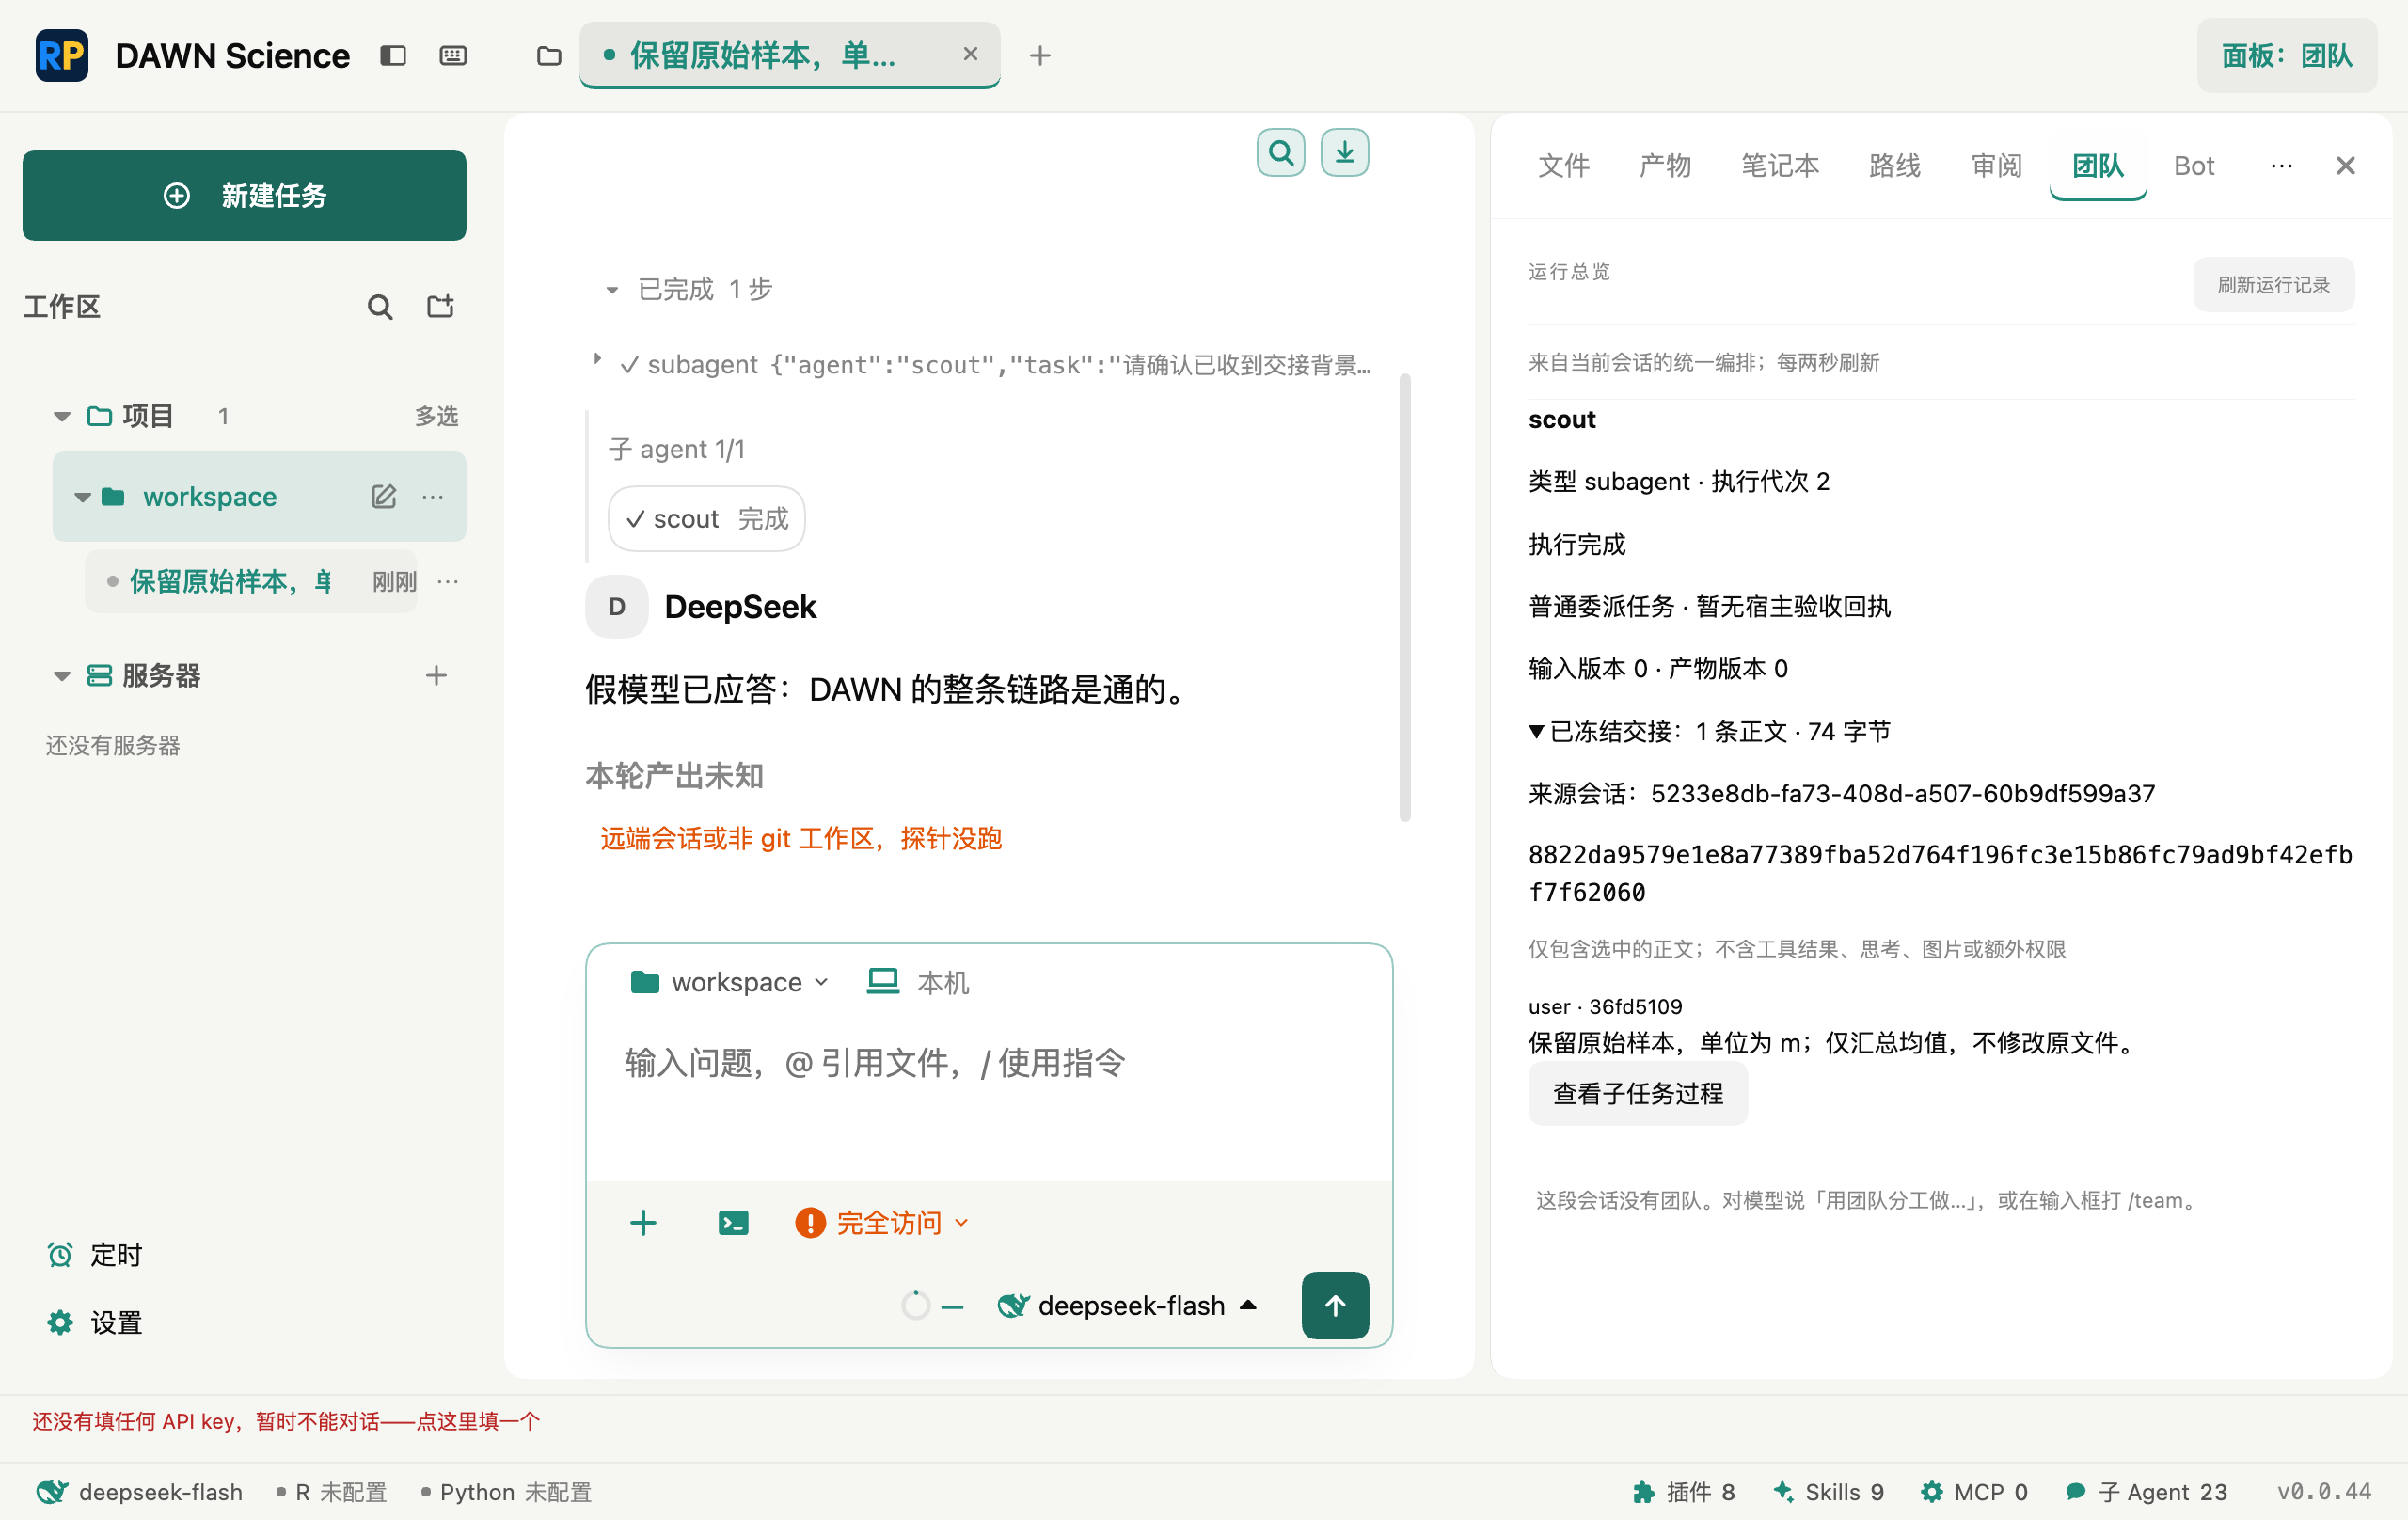 RP DAWN Science
保留原始样本，单...
面板：团队
新建任务
工作区
项目 1 多选
workspace
保留原始样本，单 刚刚
服务器
还没有服务器
定时
设置
已完成 1 步
subagent {"agent":"scout","task":"请确认已收到交接背景…
子 agent 1/1
scout 完成
D DeepSeek
假模型已应答：DAWN 的整条链路是通的。
本轮产出未知
远端会话或非 git 工作区，探针没跑
workspace 本机
输入问题，@ 引用文件，/ 使用指令
完全访问
deepseek-flash
文件 产物 笔记本 路线 审阅 团队 Bot
运行总览
刷新运行记录
来自当前会话的统一编排；每两秒刷新
scout
类型 subagent · 执行代次 2
执行完成
普通委派任务 · 暂无宿主验收回执
输入版本 0 · 产物版本 0
已冻结交接：1 条正文 · 74 字节
来源会话：5233e8db-fa73-408d-a507-60b9df599a37
8822da9579e1e8a77389fba52d764f196fc3e15b86fc79ad9bf42efb
f7f62060
仅包含选中的正文；不含工具结果、思考、图片或额外权限
user · 36fd5109
保留原始样本，单位为 m；仅汇总均值，不修改原文件。
查看子任务过程
这段会话没有团队。对模型说「用团队分工做…」，或在输入框打 /team。
还没有填任何 API key，暂时不能对话——点这里填一个
deepseek-flash R 未配置 Python 未配置
插件 8 Skills 9 MCP 0 子 Agent 23 v0.0.44